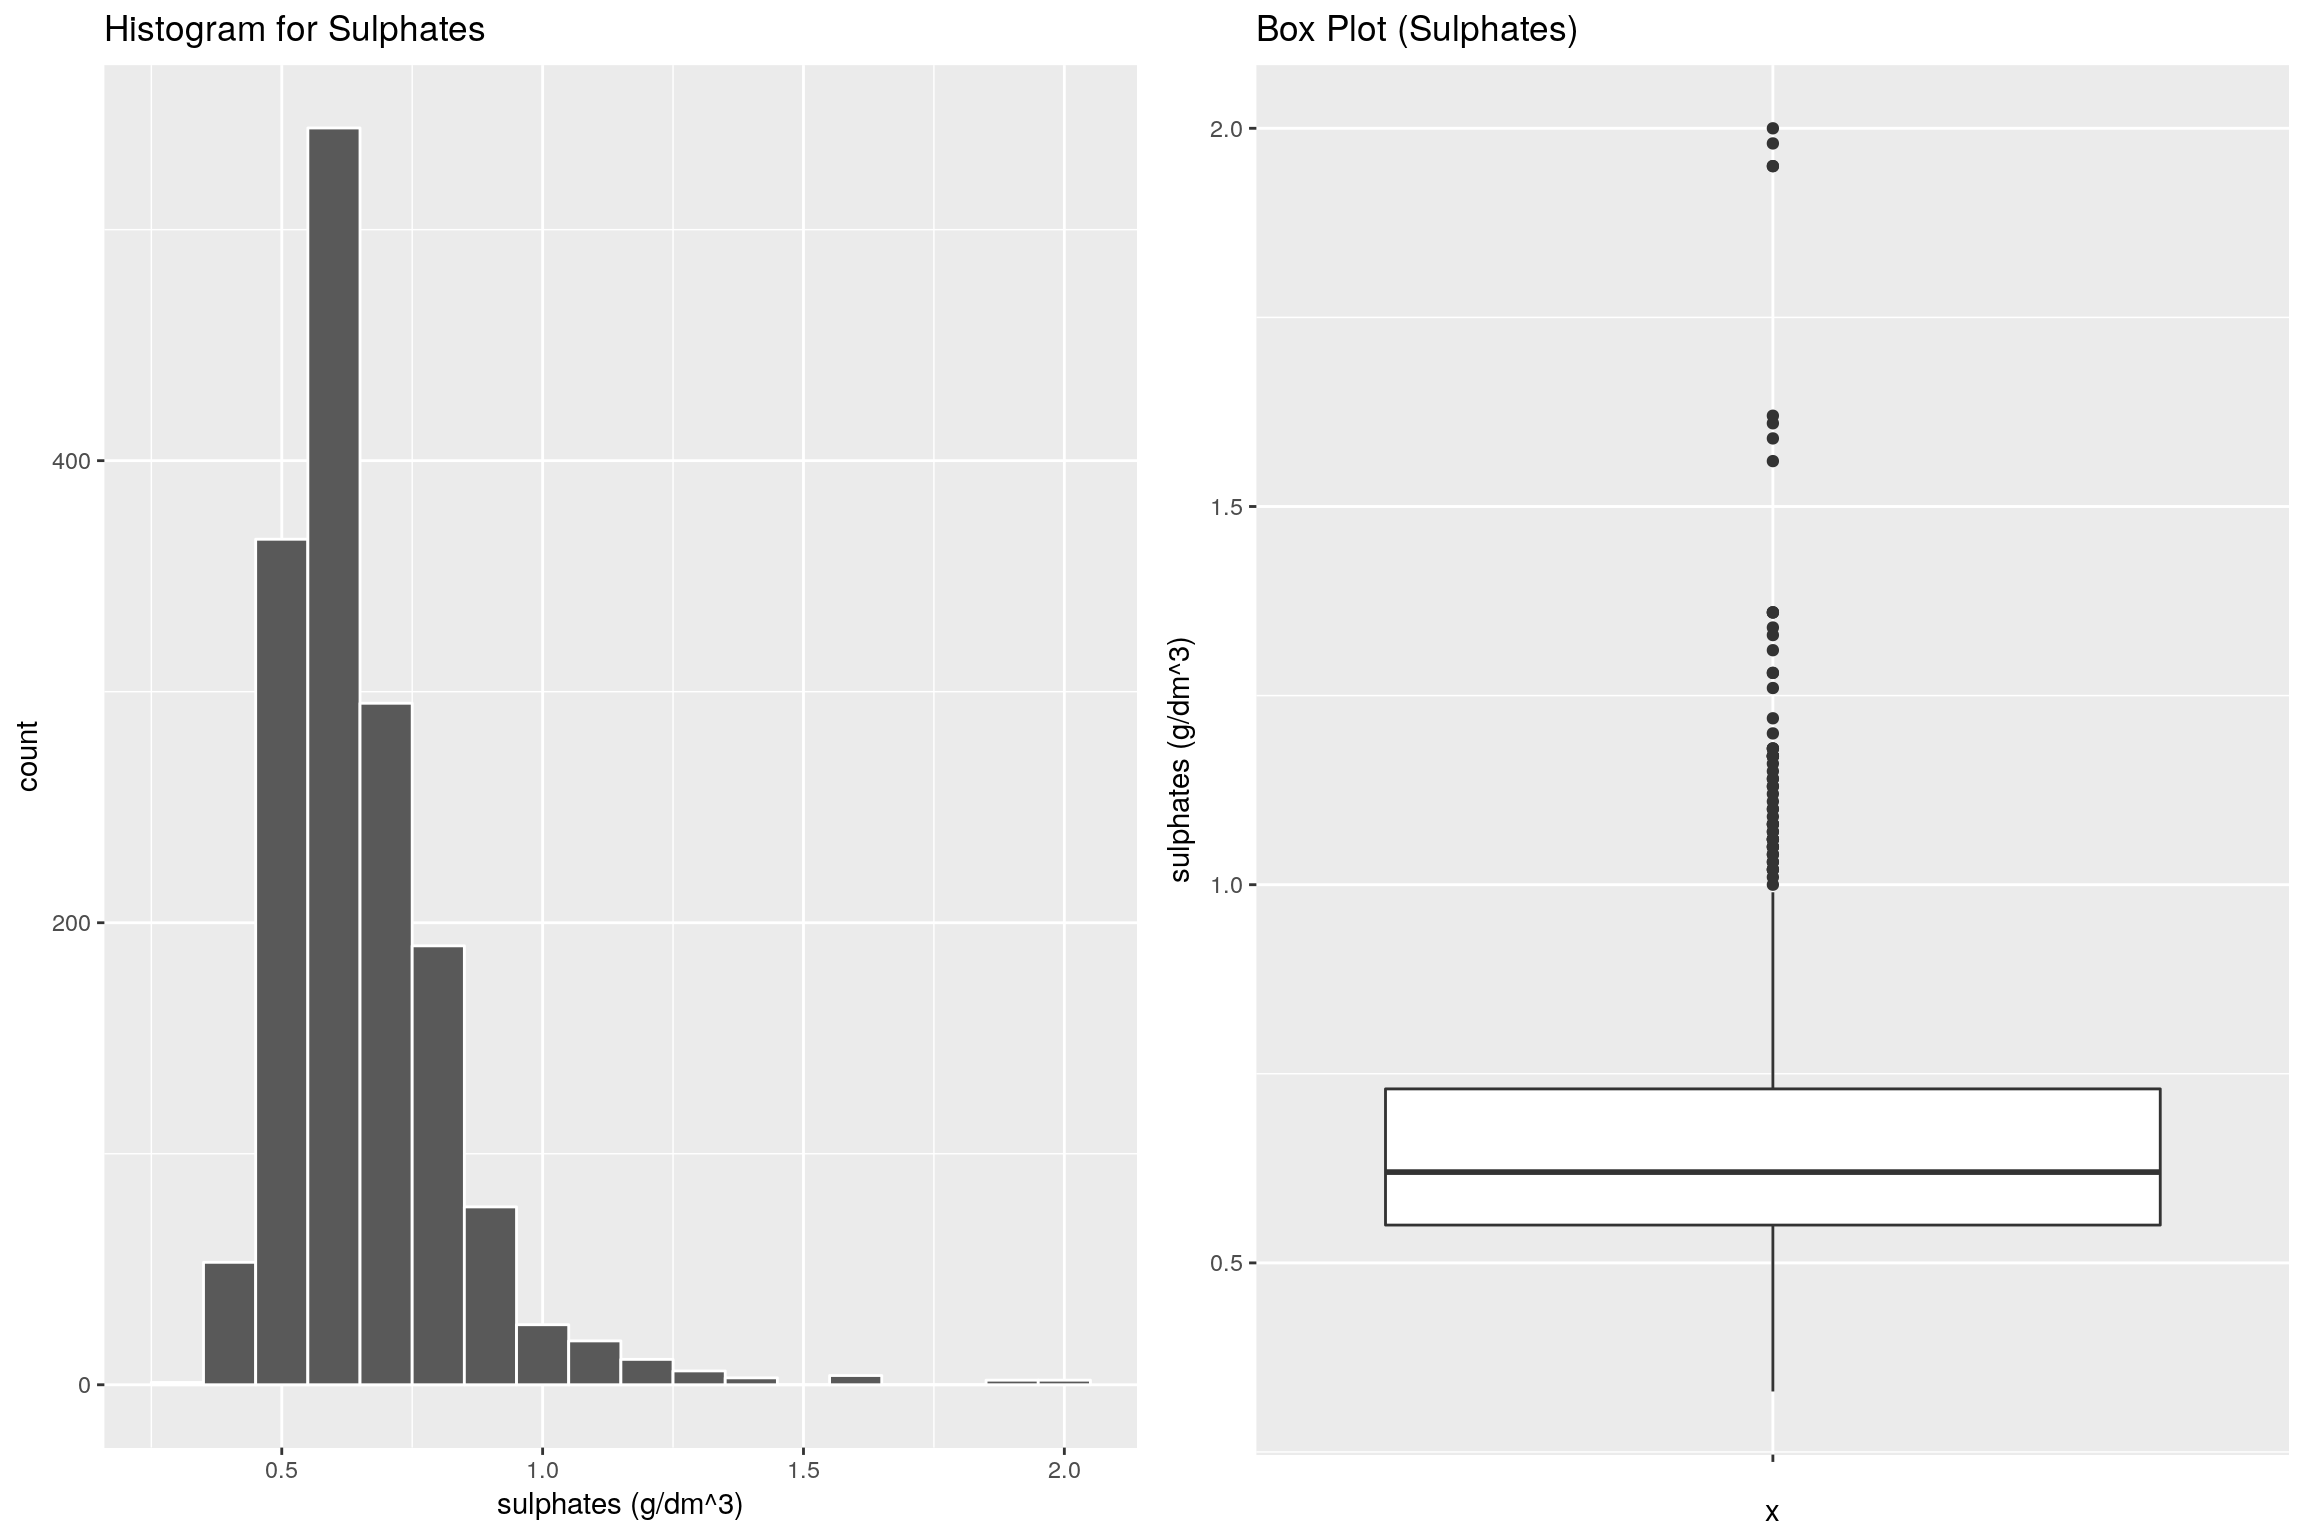 Histogram for Sulphates
count
400
200
0
0.5 1.0 1.5 2.0
sulphates (g/dm^3)
Box Plot (Sulphates)
sulphates (g/dm^3)
2.0
1.5
1.0
0.5
x